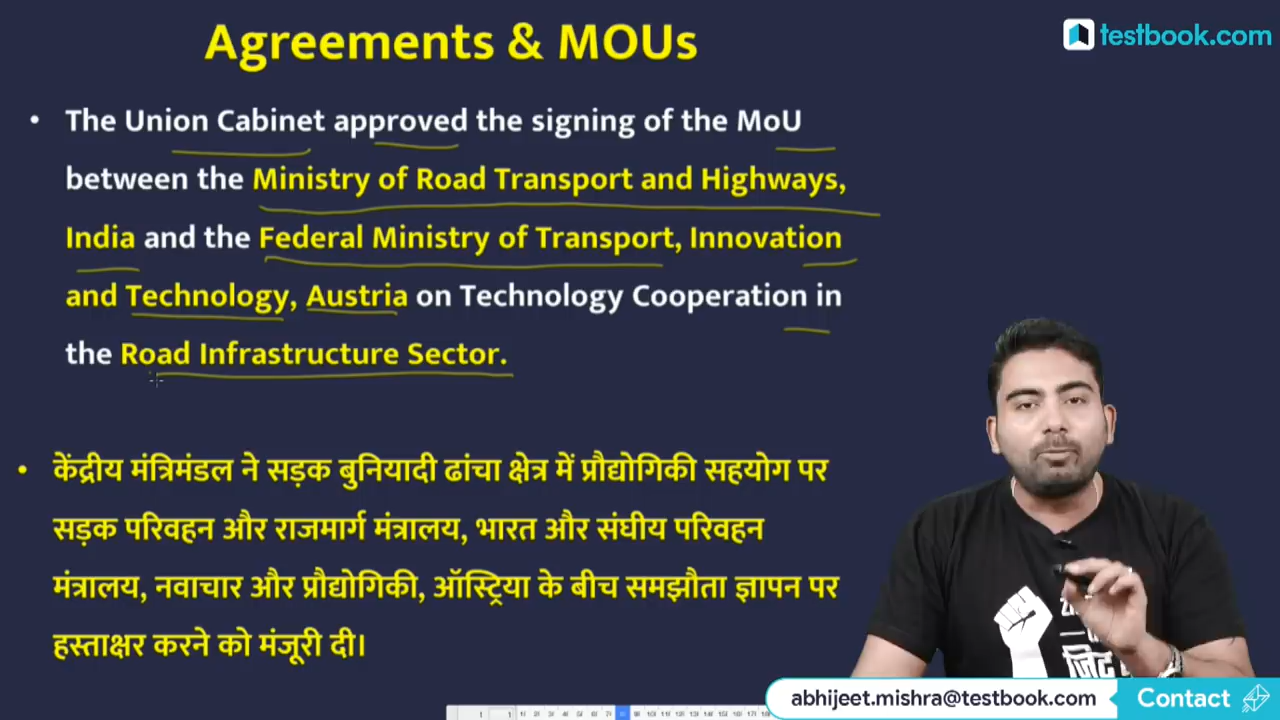 Agreements & MOUs
testbook.com
• The Union Cabinet approved the signing of the MoU
between the Ministry of Road Transport and Highways,
India and the Federal Ministry of Transport, Innovation
and Technology, Austria on Technology Cooperation in
the Road Infrastructure Sector.
• केंद्रीय मंत्रिमंडल ने सड़क बुनियादी ढांचा क्षेत्र में प्रौद्योगिकी सहयोग पर
सड़क परिवहन और राजमार्ग मंत्रालय, भारत और संघीय परिवहन
मंत्रालय, नवाचार और प्रौद्योगिकी, ऑस्ट्रिया के बीच समझौता ज्ञापन पर
हस्ताक्षर करने को मंजूरी दी।
ज़िद
abhijeet.mishra@testbook.com
Contact